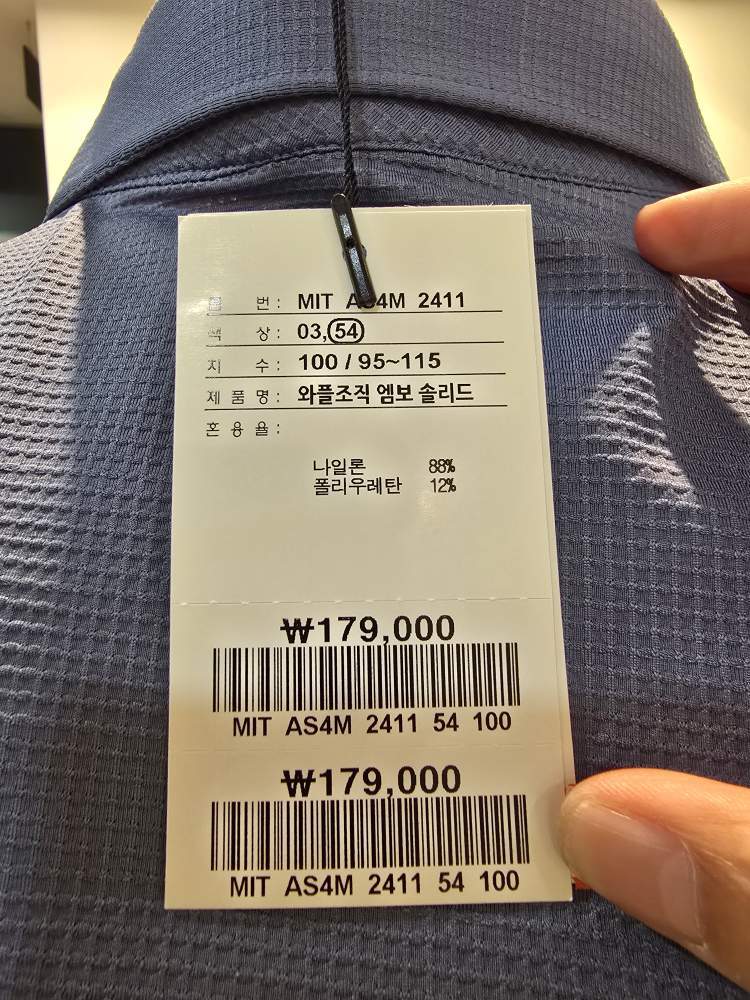 품 번 : MIT AS4M 2411
색 상 : 03,54
치 수 : 100 / 95~115
제 품 명 : 와플조직 엠보 솔리드
혼 용 율 :
나일론 88%
폴리우레탄 12%
₩179,000
MIT AS4M 2411 54 100
₩179,000
MIT AS4M 2411 54 100